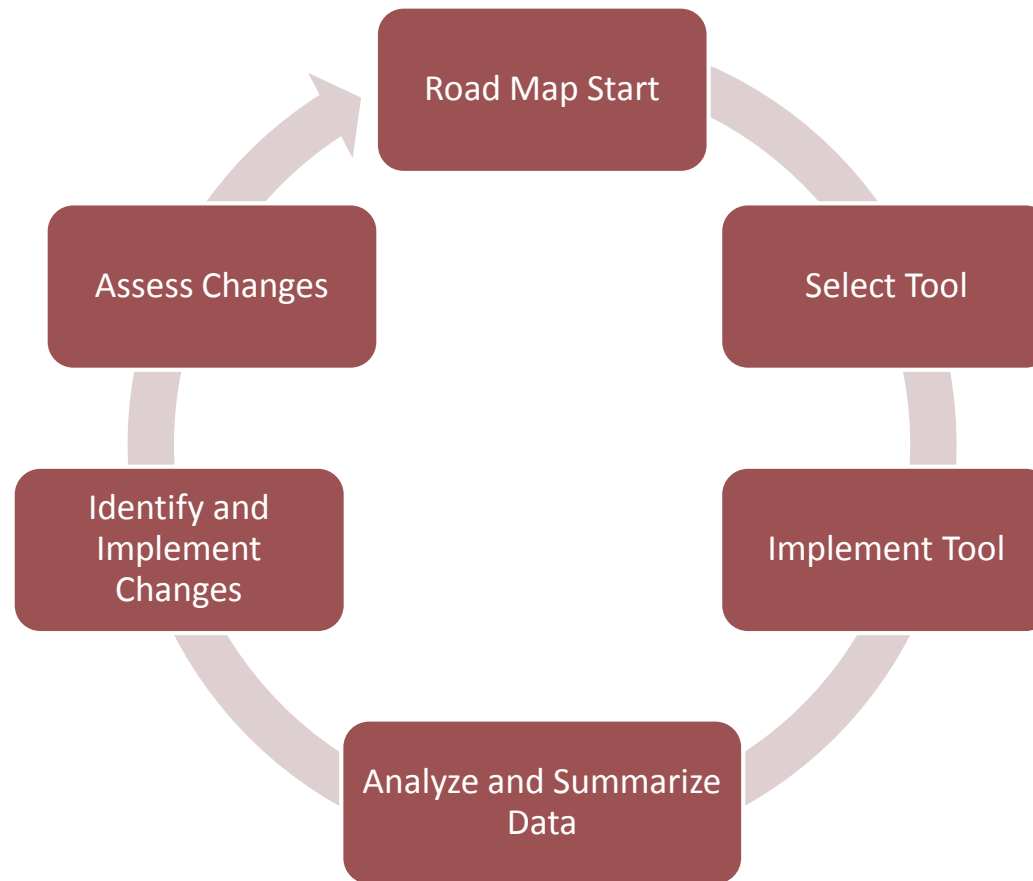 Road Map Start
Select Tool
Implement Tool
Analyze and Summarize
Data
Identify and
Implement
Changes
Assess Changes